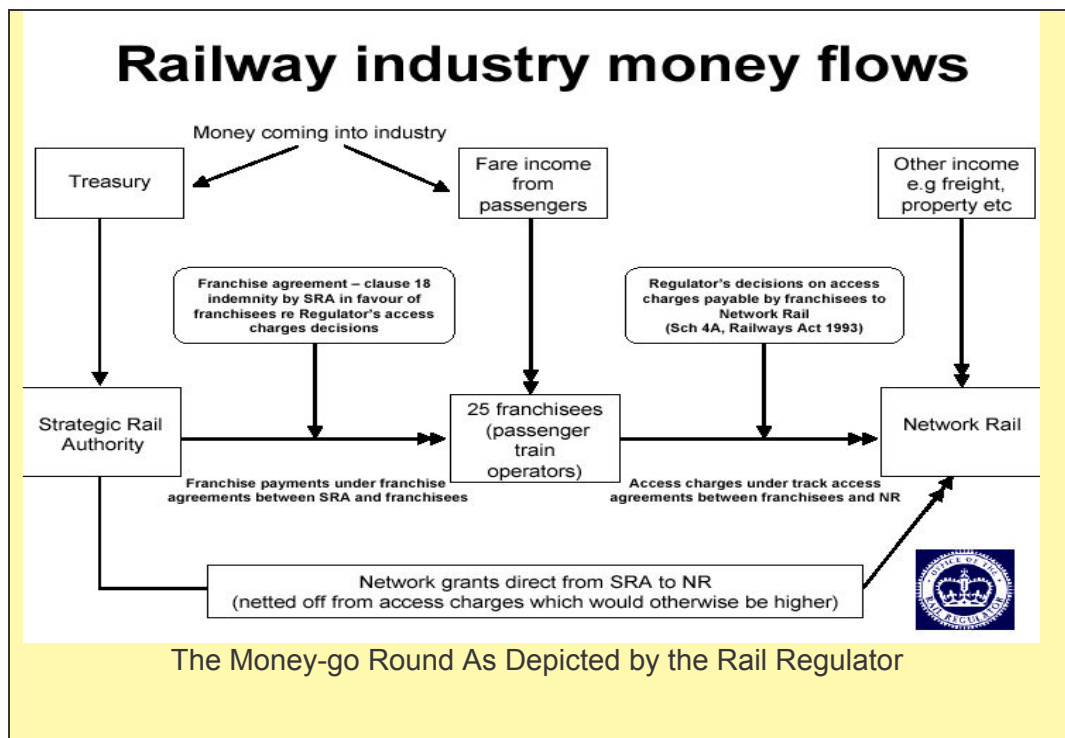 Railway industry money flows
Money coming into industry
Treasury
Fare income
from
passengers
Other income
e.g freight,
property etc
Franchise agreement – clause 18
indemnity by SRA in favour of
franchisees re Regulator's access
charges decisions
Regulator's decisions on access
charges payable by franchisees to
Network Rail
(Sch 4A, Railways Act 1993)
Strategic Rail
Authority
25 franchisees
(passenger
train
operators)
Network Rail
Franchise payments under franchise
agreements between SRA and franchisees
Access charges under track access
agreements between franchisees and NR
Network grants direct from SRA to NR
(netted off from access charges which would otherwise be higher)
OFFICE OF THE
RAIL REGULATOR
The Money-go Round As Depicted by the Rail Regulator